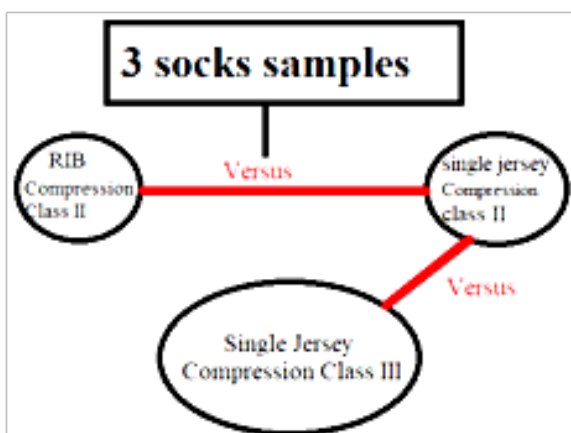 3 socks samples
RIB
Compression
Class II
Versus
single jersey
Compression
class II
Versus
Single Jersey
Compression Class III